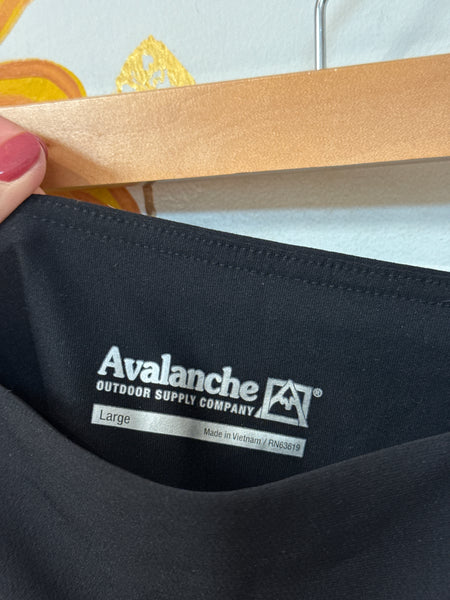 Avalanche®
OUTDOOR SUPPLY COMPANY
Large
Made in Vietnam / RN63619